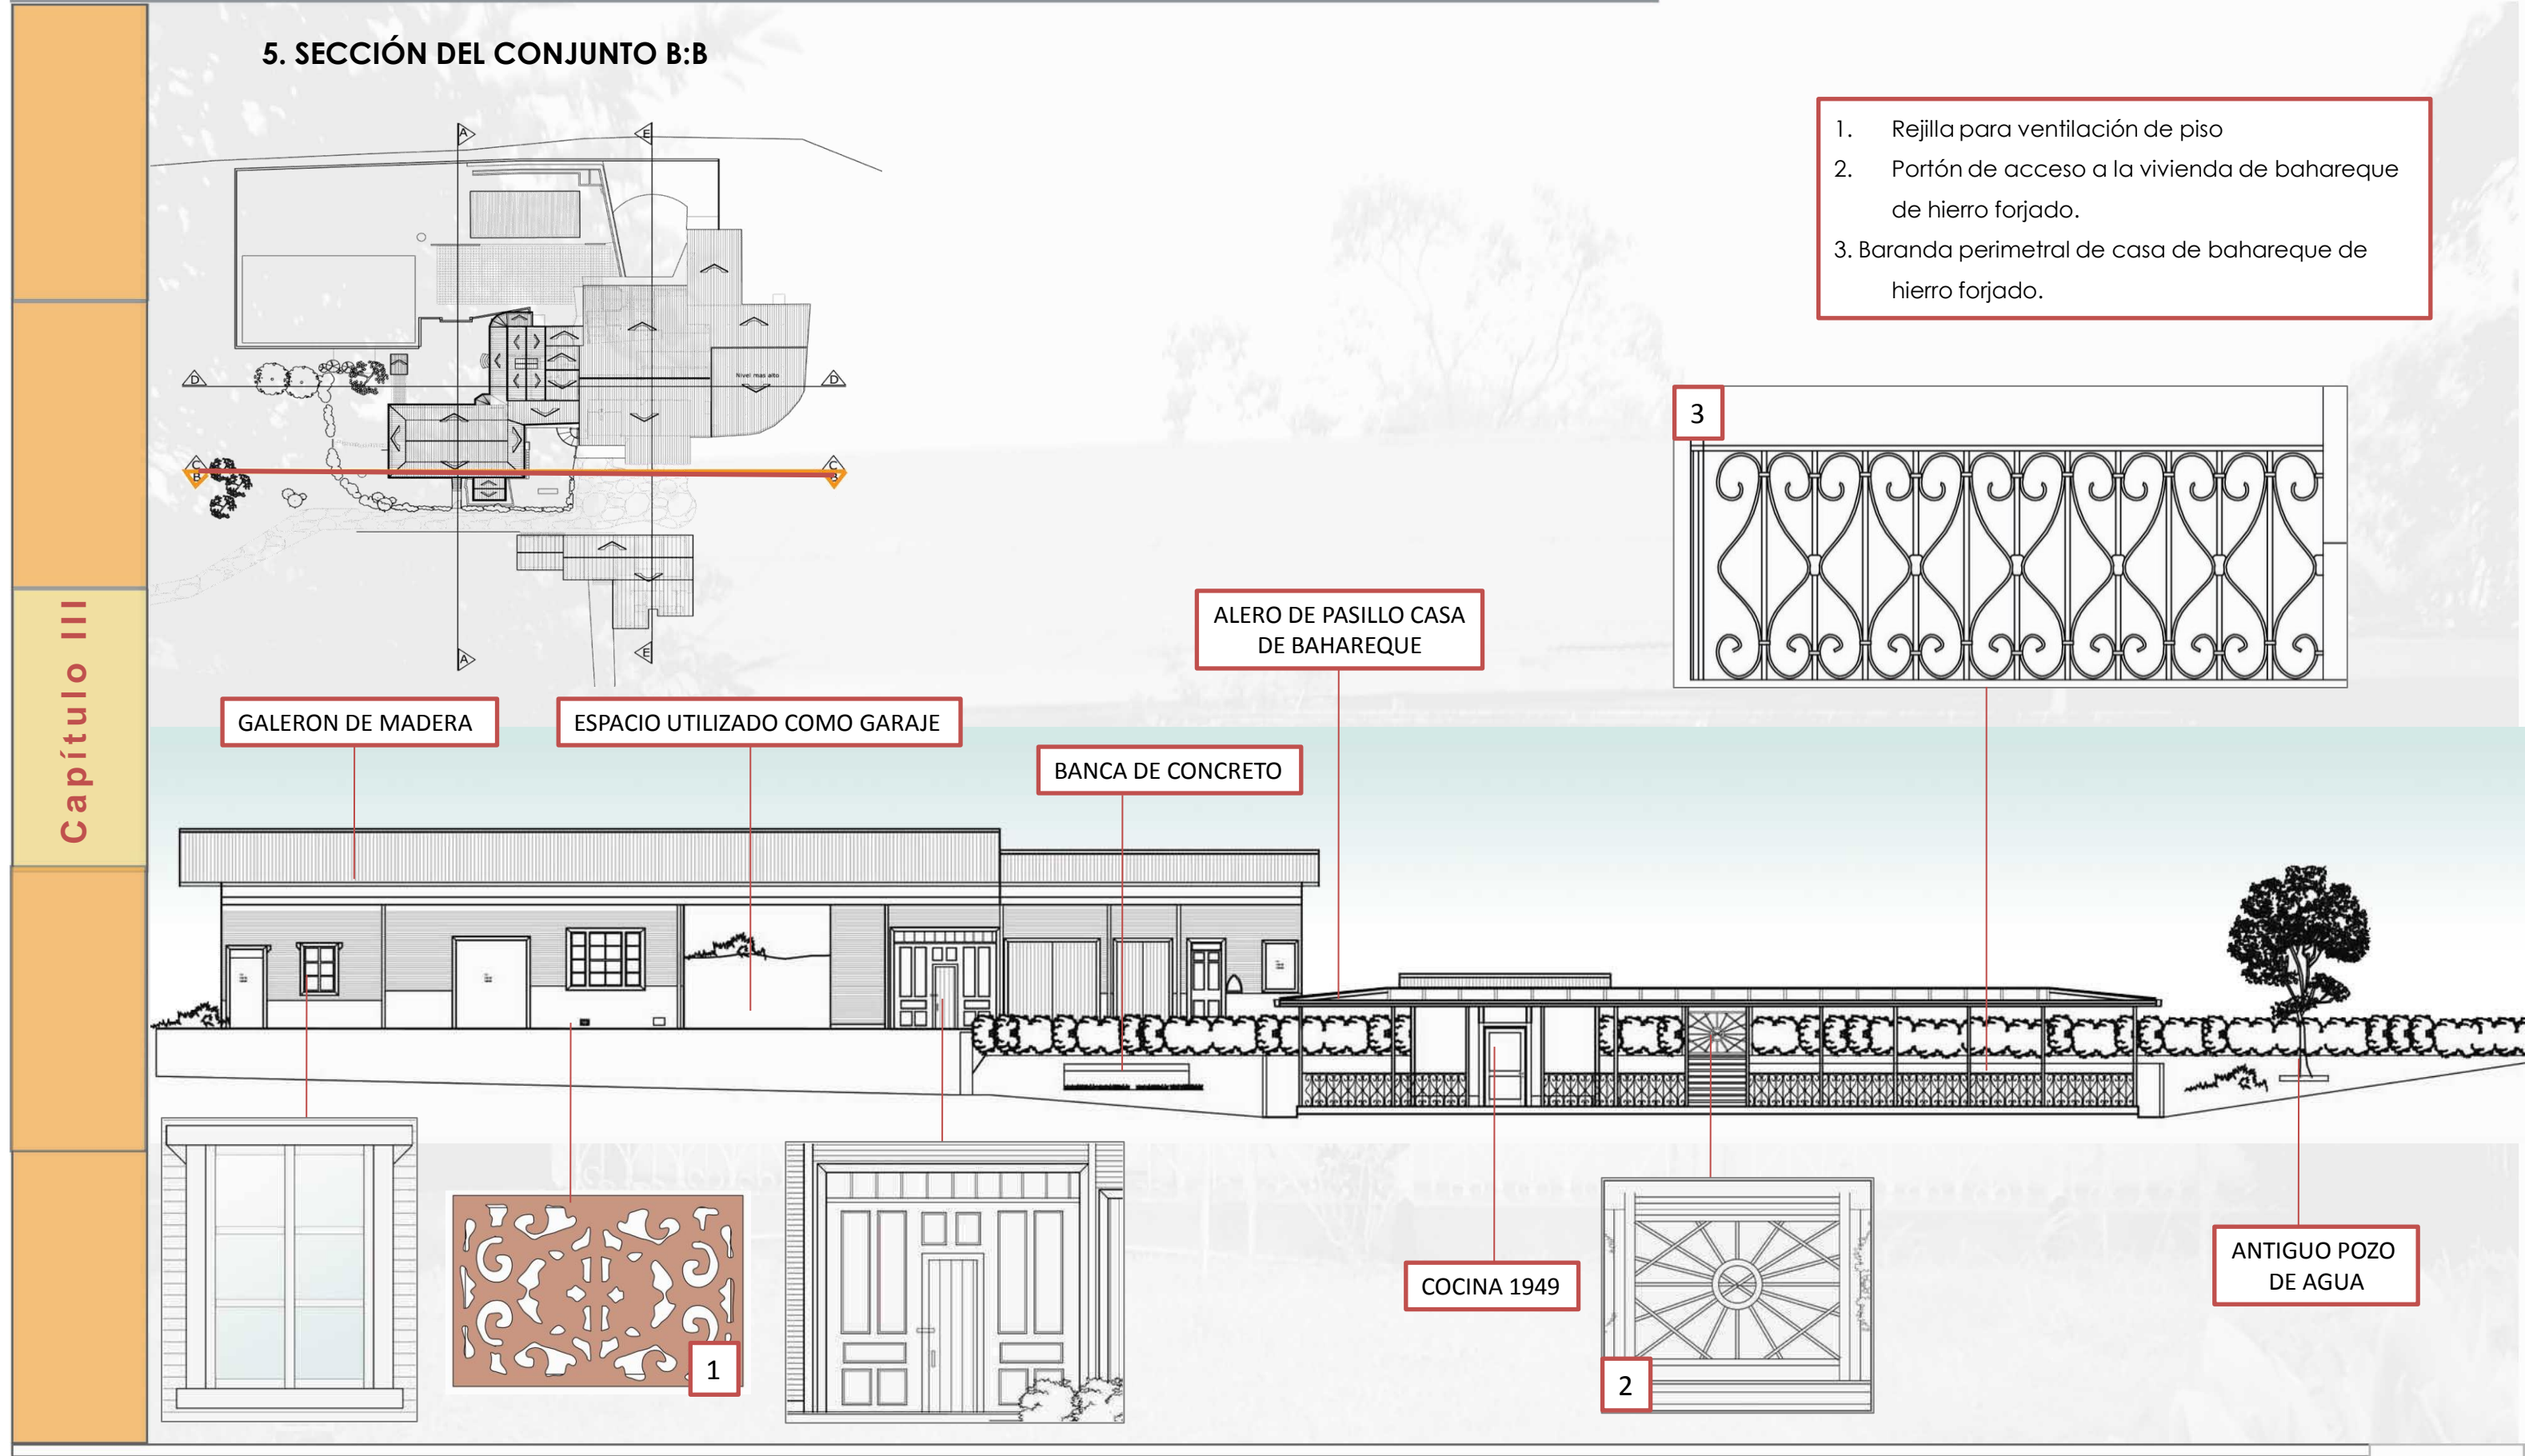 5. SECCIÓN DEL CONJUNTO B:B
1. Rejilla para ventilación de piso
2. Portón de acceso a la vivienda de bahareque
de hierro forjado.
3. Baranda perimetral de casa de bahareque de
hierro forjado.
A
E
Nivel mas alto
D
D
C
B
C
B
A
E
3
Capítulo III
ALERO DE PASILLO CASA
DE BAHAREQUE
GALERON DE MADERA
ESPACIO UTILIZADO COMO GARAJE
BANCA DE CONCRETO
1
COCINA 1949
2
ANTIGUO POZO
DE AGUA